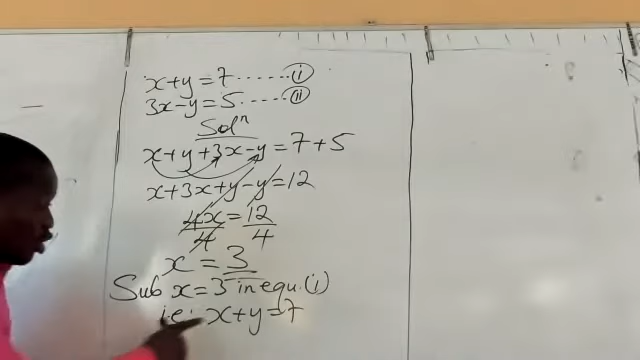 x+y=7......(i)
3x-y=5.....(ii)
Solⁿ
x+y+3x-y=7+5
x+3x+y-y=12
4x/4=12/4
x=3
Sub x=3 in equ.(i)
i.e: x+y=7